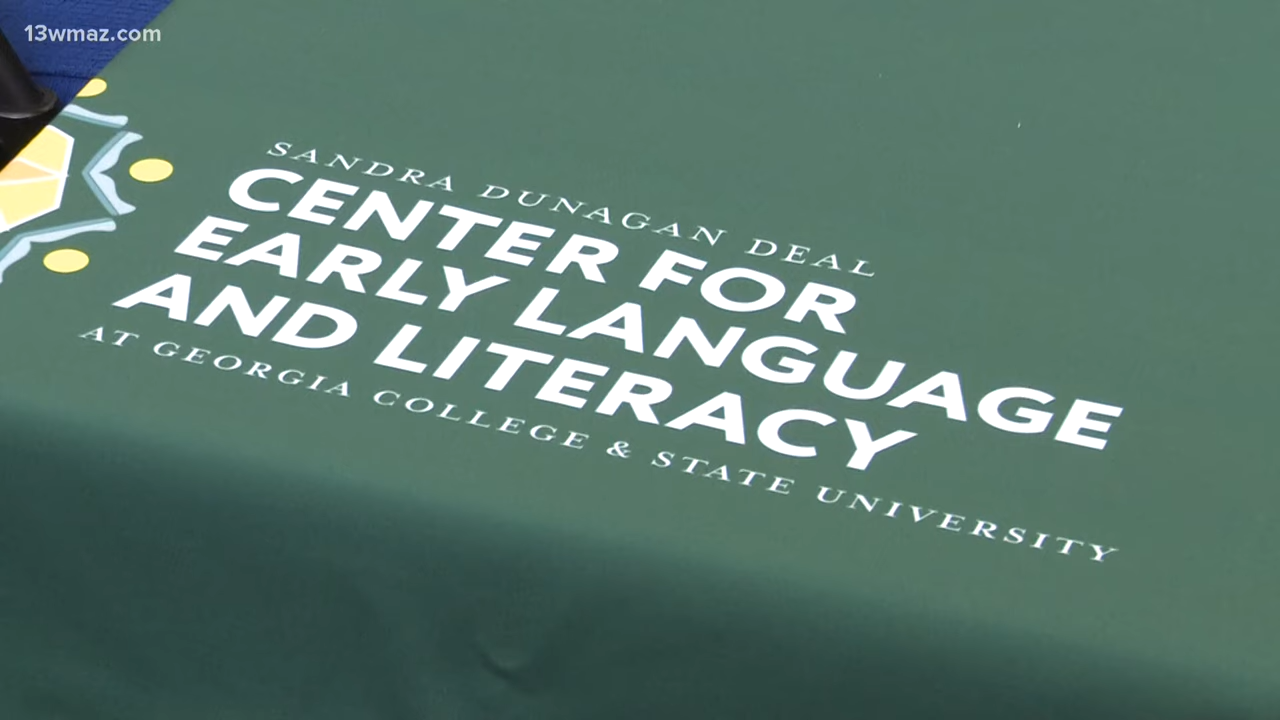 13wmaz.com
SANDRA DUNAGAN DEAL
CENTER FOR
EARLY LANGUAGE
AND LITERACY
AT GEORGIA COLLEGE & STATE UNIVERSITY